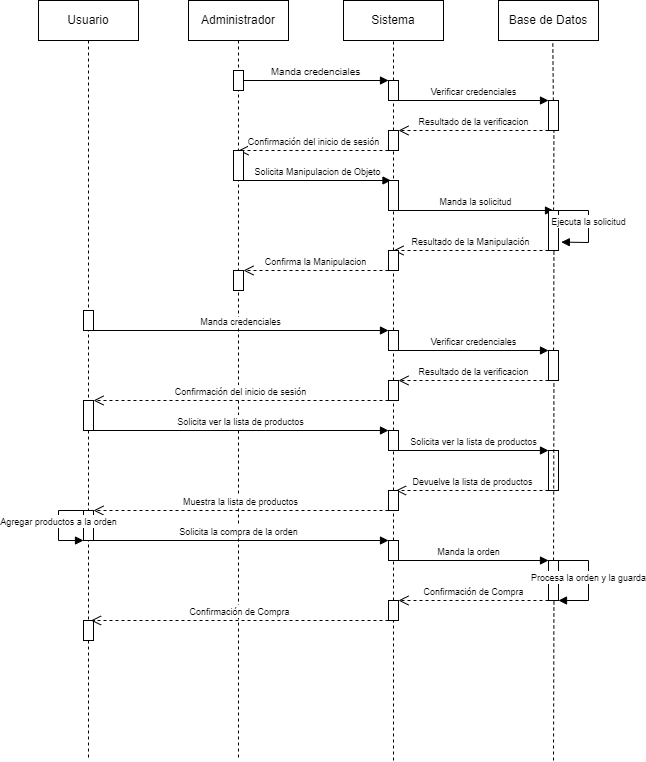 Usuario
Administrador
Sistema
Base de Datos
Manda credenciales
Verificar credenciales
Resultado de la verificacion
Confirmación del inicio de sesión
Solicita Manipulacion de Objeto
Manda la solicitud
Ejecuta la solicitud
Resultado de la Manipulación
Confirma la Manipulacion
Manda credenciales
Verificar credenciales
Resultado de la verificacion
Confirmación del inicio de sesión
Solicita ver la lista de productos
Solicita ver la lista de productos
Devuelve la lista de productos
Muestra la lista de productos
Agregar productos a la orden
Solicita la compra de la orden
Manda la orden
Procesa la orden y la guarda
Confirmación de Compra
Confirmación de Compra